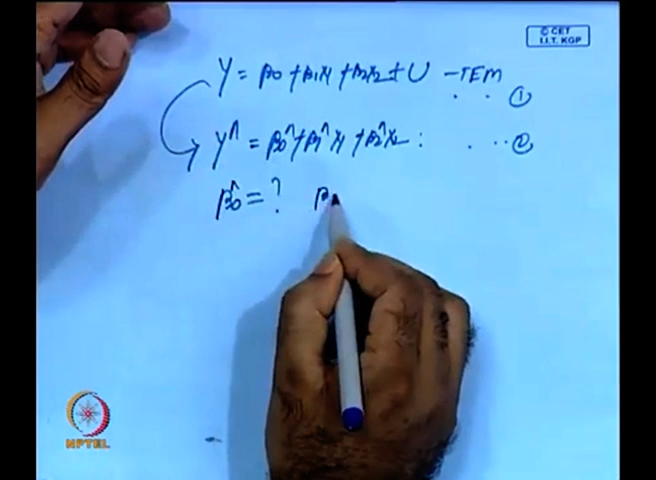 © CET
I.I.T. KGP
Y = β0 + β1X1 + β2X2 ± U – TEM . . ①
Y^ = β0^ + β1^ X1 + β2^ X2 : . .. ②
β0^ = ? β
NPTEL